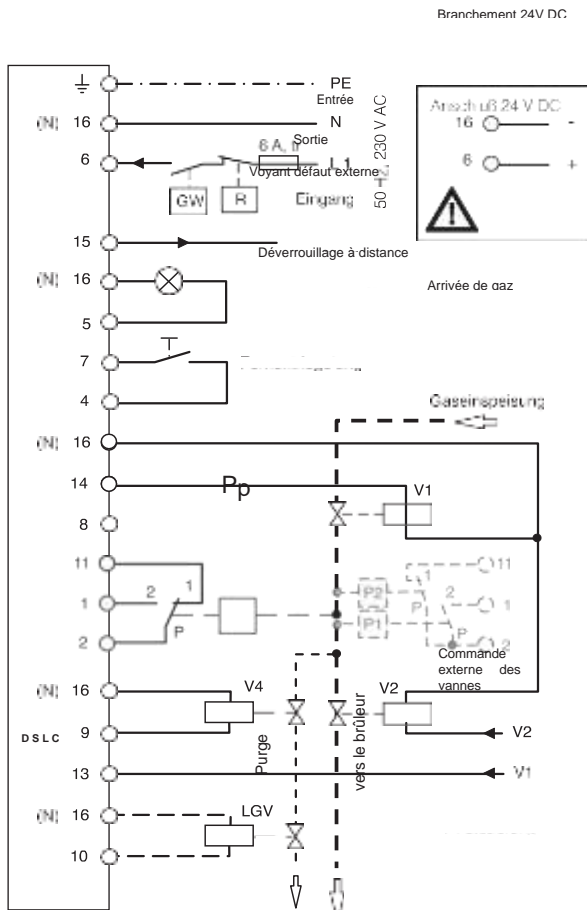 Branchement 24V DC
PE
Entrée
(N) 16 N
Anschluß 24 V DC
16 -
6 +
Sortie
6 L1
6 A,
Voyant défaut externe
GW R Eingang
230 V AC
15
Déverrouillage à distance
(N) 16
Arrivée de gaz
5
7
4
Gaseinspeisung
(N) 16
14 Pp V1
8
11 1 11
P2
1 2 2 1
P P
P1
2 P 2
Commande
externe des
vannes
(N) 16 V4 V2
9 V2
DSLC
Purge
vers le brûleur
13 V1
(N) 16 LGV
10